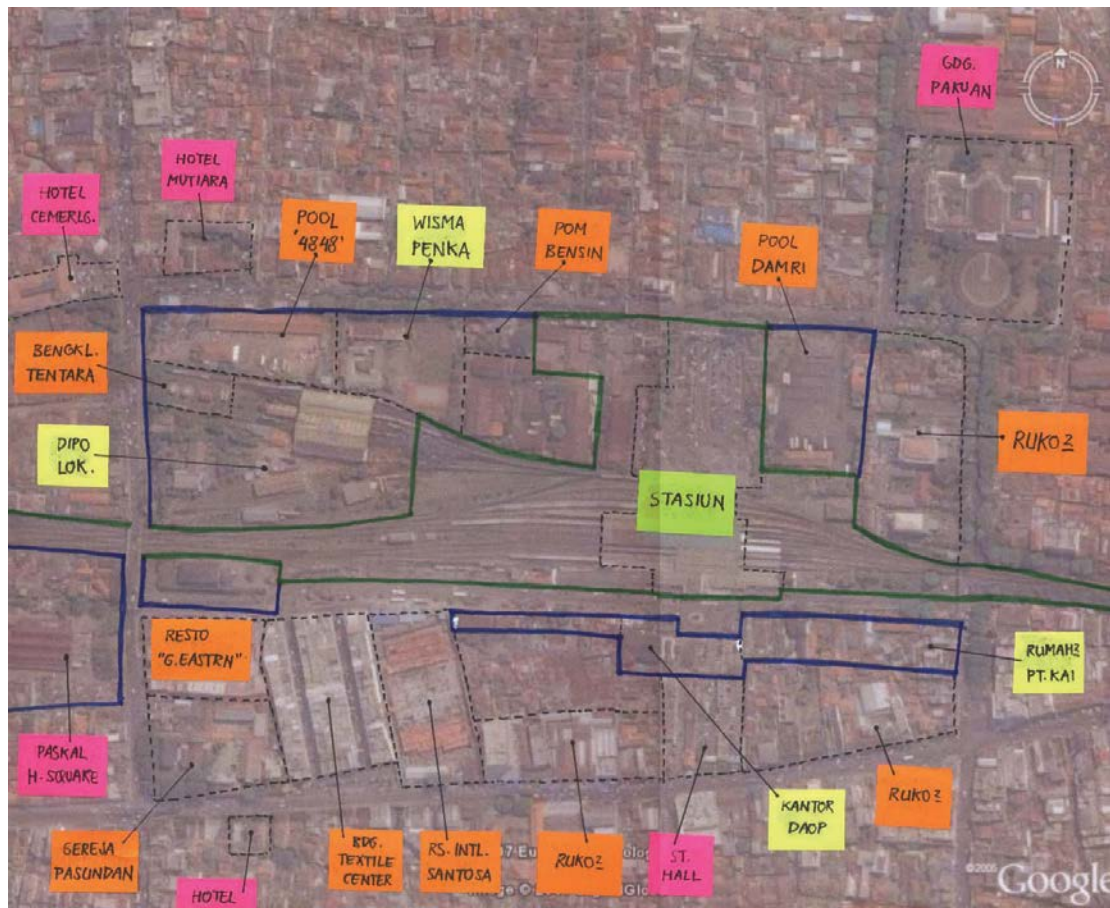 GDG.
PAKUAN
N
HOTEL
MUTIARA
HOTEL
CEMERLG.
POOL
'4848'
WISMA
PENKA
POM
BENSIN
POOL
DAMRI
BENGKL.
TENTARA
DIPO
LOK.
RUKO2
STASIUN
RESTO
"G.EASTRN"
RUMAH2
PT.KAI
PASKAL
H.SQUARE
GEREJA
PASUNDAN
HOTEL
BDG.
TEXTILE
CENTER
RS. INTL.
SANTOSA
RUKO2
ST.
HALL
KANTOR
DAOP
RUKO2
Image ©
©2005 Google